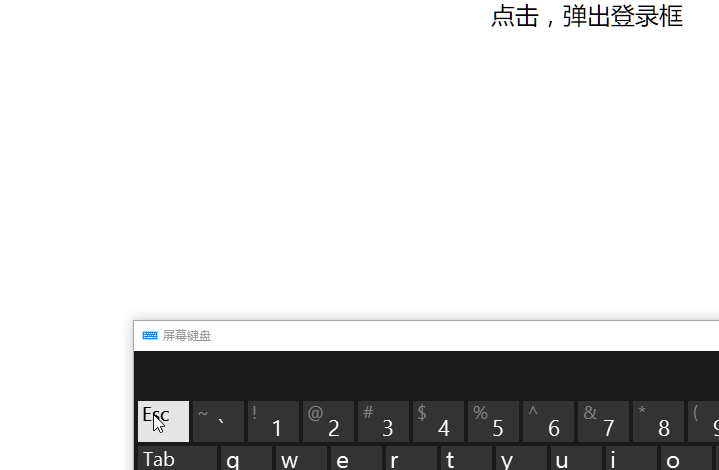 点击，弹出登录框
屏幕键盘
Esc ~ ` ! 1 @ 2 # 3 $ 4 % 5 ^ 6 & 7 * 8 ( 9
Tab q w e r t y u i o